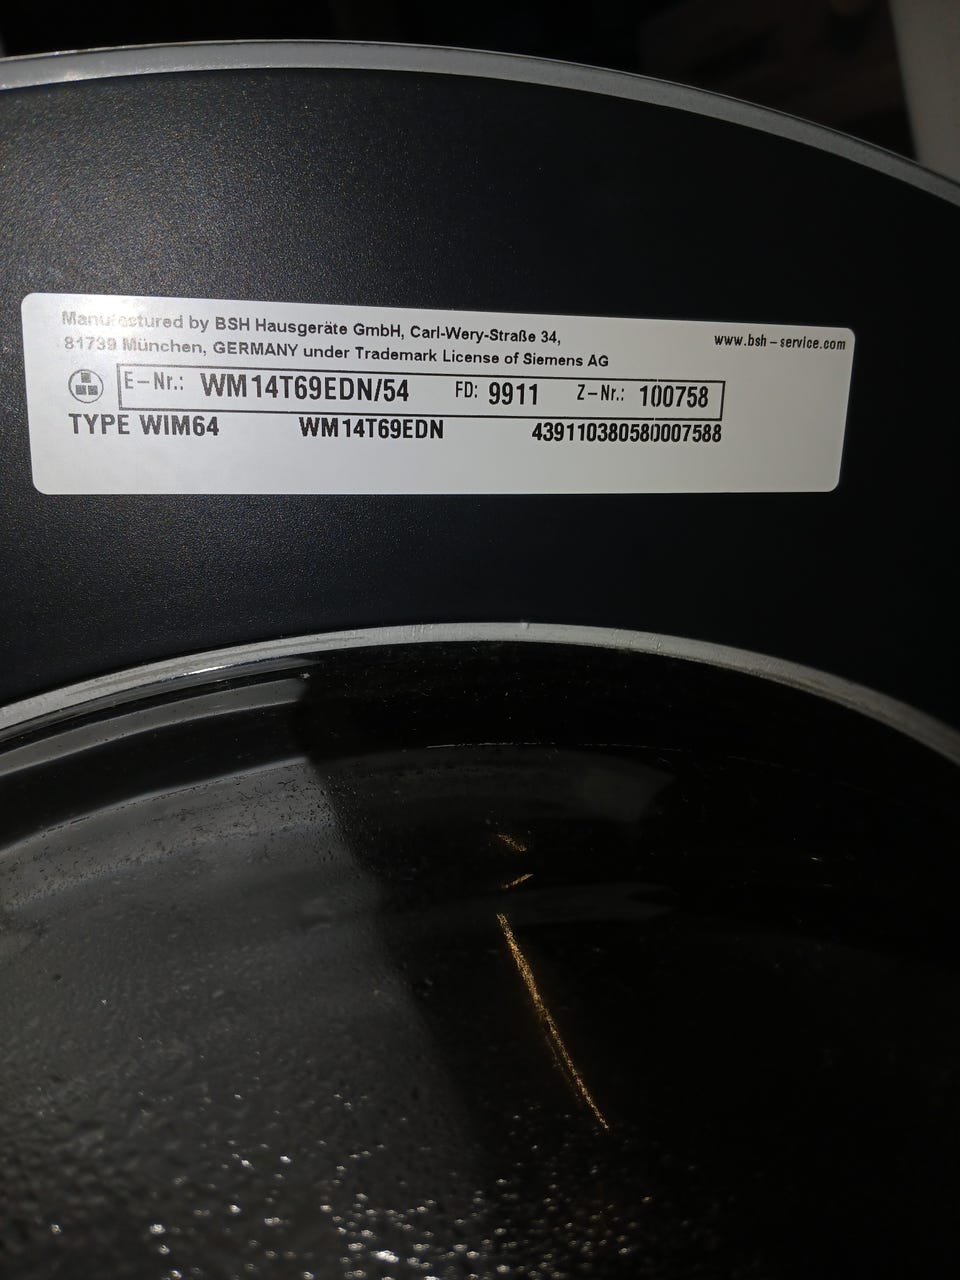 Manufactured by BSH Hausgeräte GmbH, Carl-Wery-Straße 34,
81739 München, GERMANY under Trademark License of Siemens AG
www.bsh-service.com
E-Nr.: WM14T69EDN/54 FD: 9911 Z-Nr.: 100758
TYPE WIM64 WM14T69EDN 439110380580007588